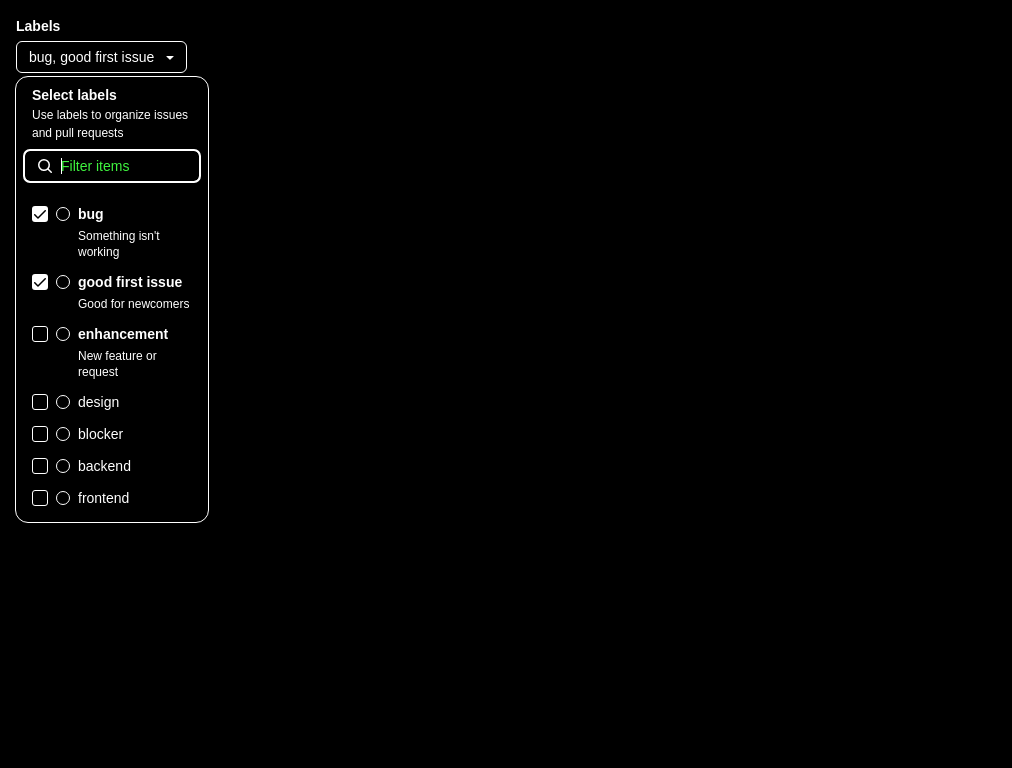 Labels
bug, good first issue
Select labels
Use labels to organize issues
and pull requests
Filter items
bug
Something isn't
working
good first issue
Good for newcomers
enhancement
New feature or
request
design
blocker
backend
frontend